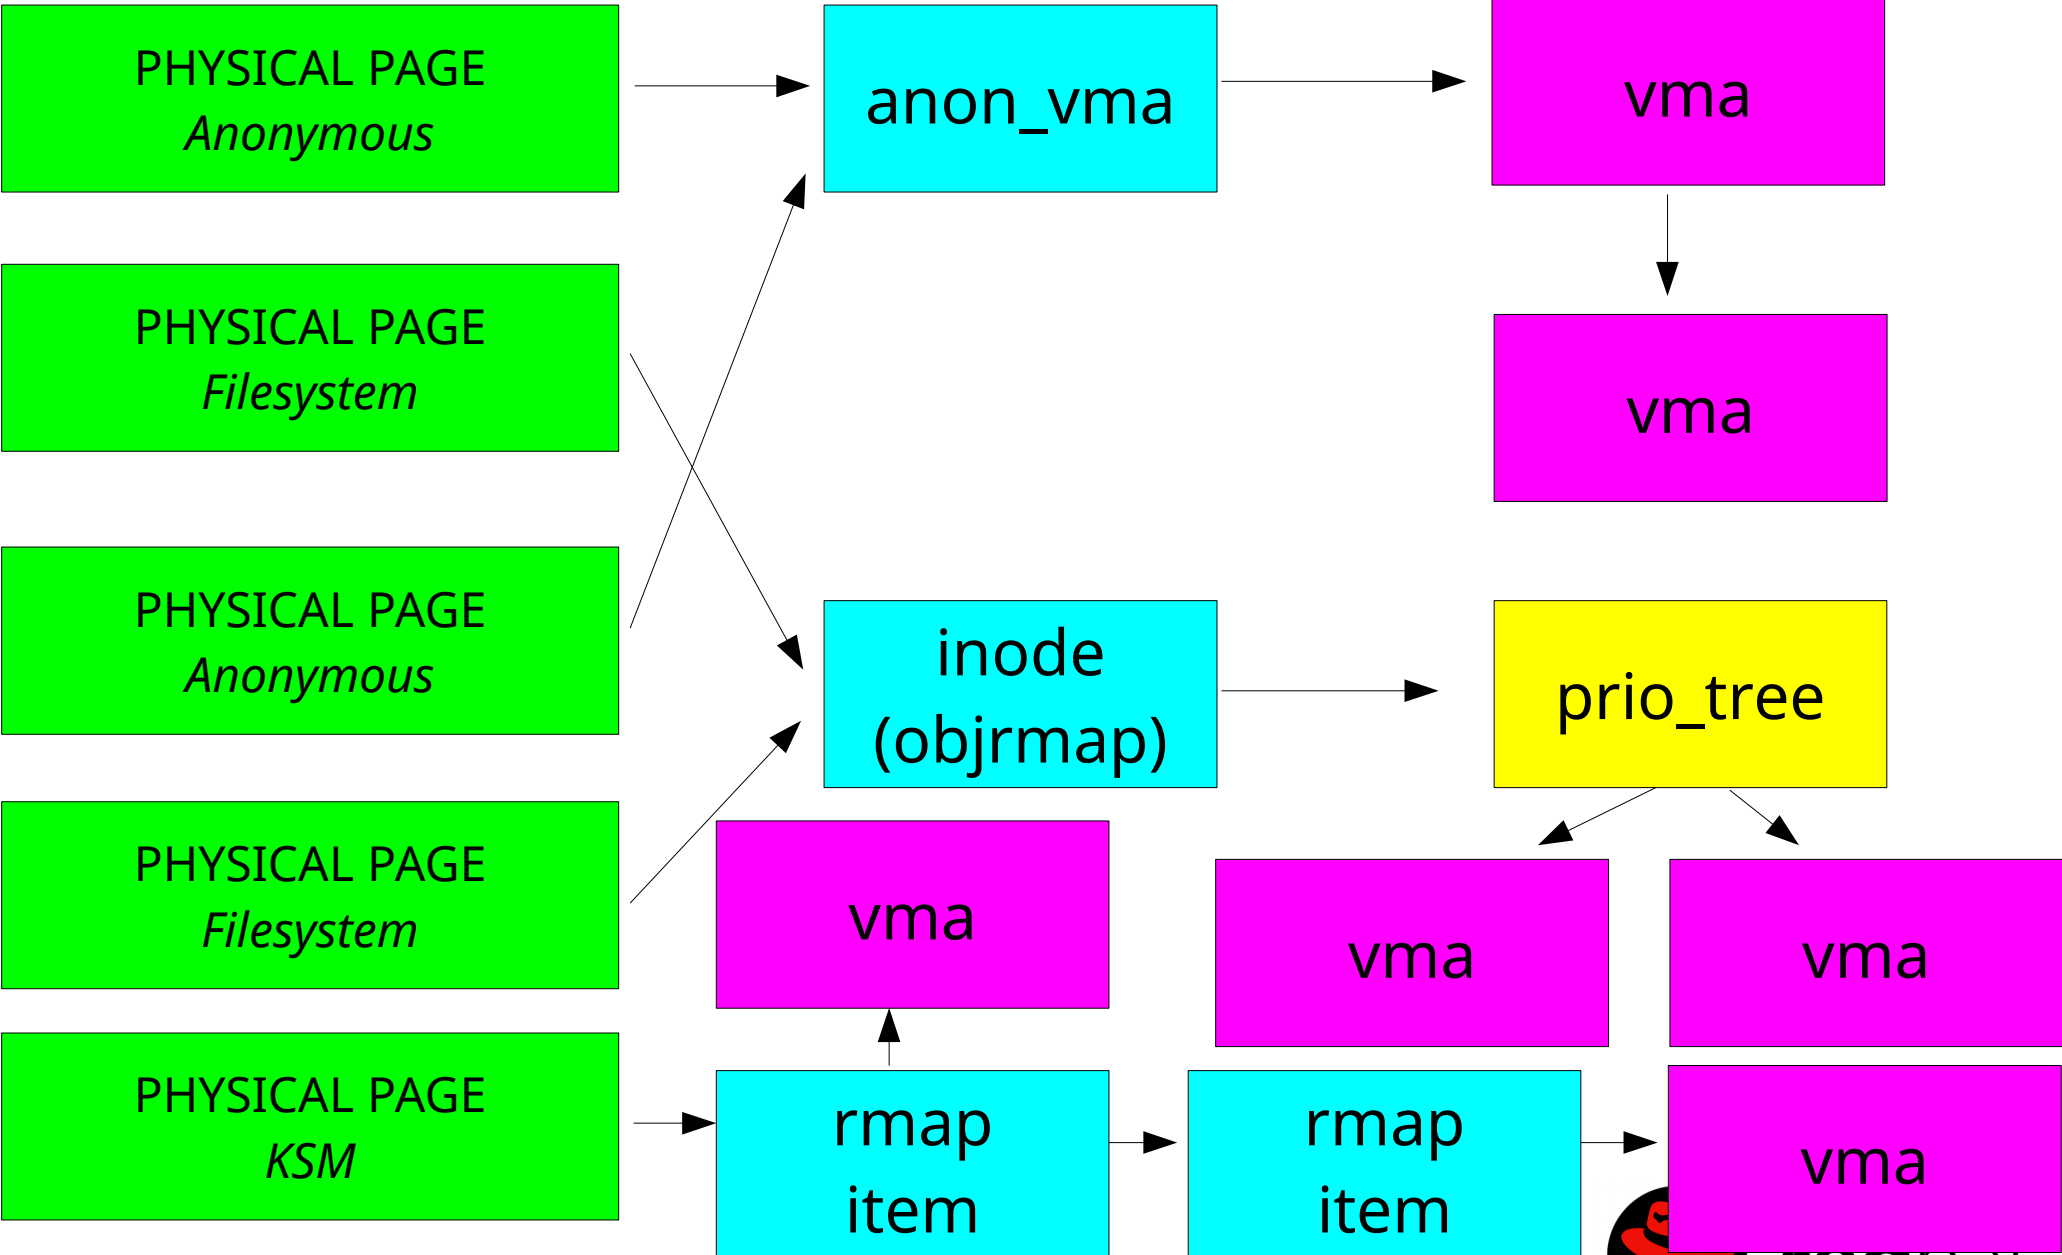 PHYSICAL PAGE
Anonymous
anon_vma
vma
PHYSICAL PAGE
Filesystem
vma
PHYSICAL PAGE
Anonymous
inode
(objrmap)
prio_tree
PHYSICAL PAGE
Filesystem
vma
vma
vma
PHYSICAL PAGE
KSM
rmap
item
rmap
item
vma